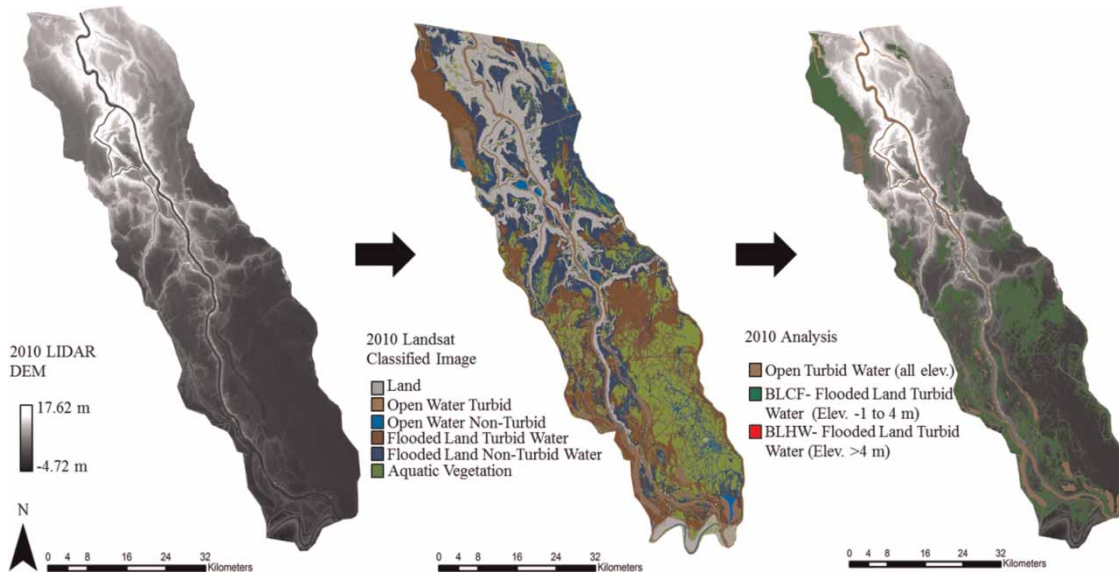 2010 LIDAR
DEM
17.62 m
-4.72 m
N
0 4 8 16 24 32
Kilometers
2010 Landsat
Classified Image
Land
Open Water Turbid
Open Water Non-Turbid
Flooded Land Turbid Water
Flooded Land Non-Turbid Water
Aquatic Vegetation
0 4 8 16 24 32
Kilometers
2010 Analysis
Open Turbid Water (all elev.)
BLCF- Flooded Land Turbid
Water (Elev. -1 to 4 m)
BLHW- Flooded Land Turbid
Water (Elev. >4 m)
0 4 8 16 24 32
Kilometers